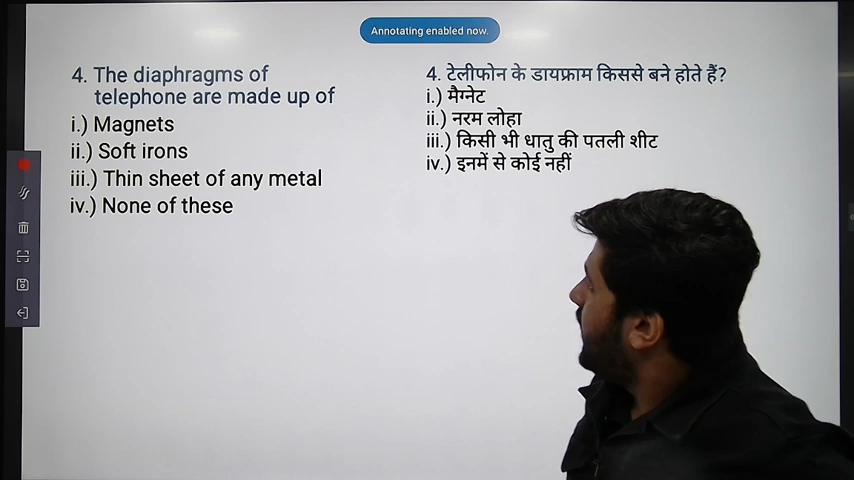 Annotating enabled now.
4. The diaphragms of
telephone are made up of
i.) Magnets
ii.) Soft irons
iii.) Thin sheet of any metal
iv.) None of these
4. टेलीफोन के डायफ्राम किससे बने होते हैं?
i.) मैग्नेट
ii.) नरम लोहा
iii.) किसी भी धातु की पतली शीट
iv.) इनमें से कोई नहीं